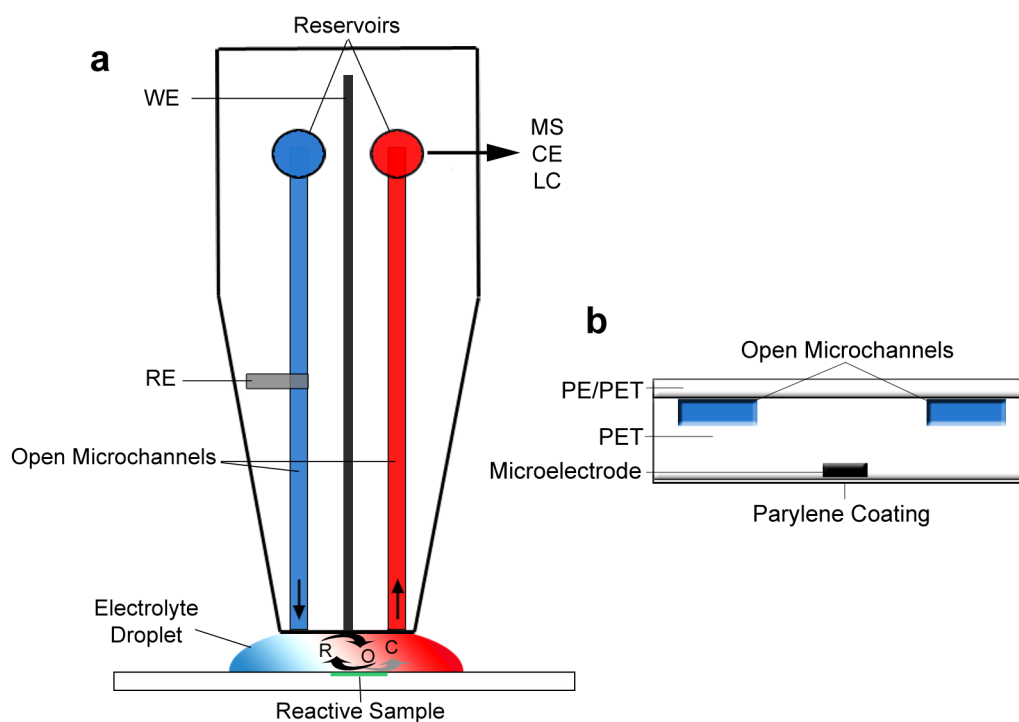 Reservoirs
a
WE
MS
CE
LC
RE
Open Microchannels
Electrolyte
Droplet
R
O
C
Reactive Sample
b
Open Microchannels
PE/PET
PET
Microelectrode
Parylene Coating